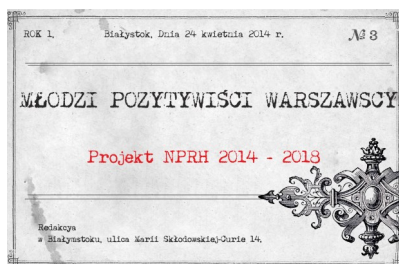 ROK 1. Białystok, Dnia 24 kwietnia 2014 r. № 3
MŁODZI POZYTYWIŚCI WARSZAWSCY
Projekt NPRH 2014 - 2018
Redakcya
w Białymstoku, ulica Marii Skłodowskiej-Curie 14.